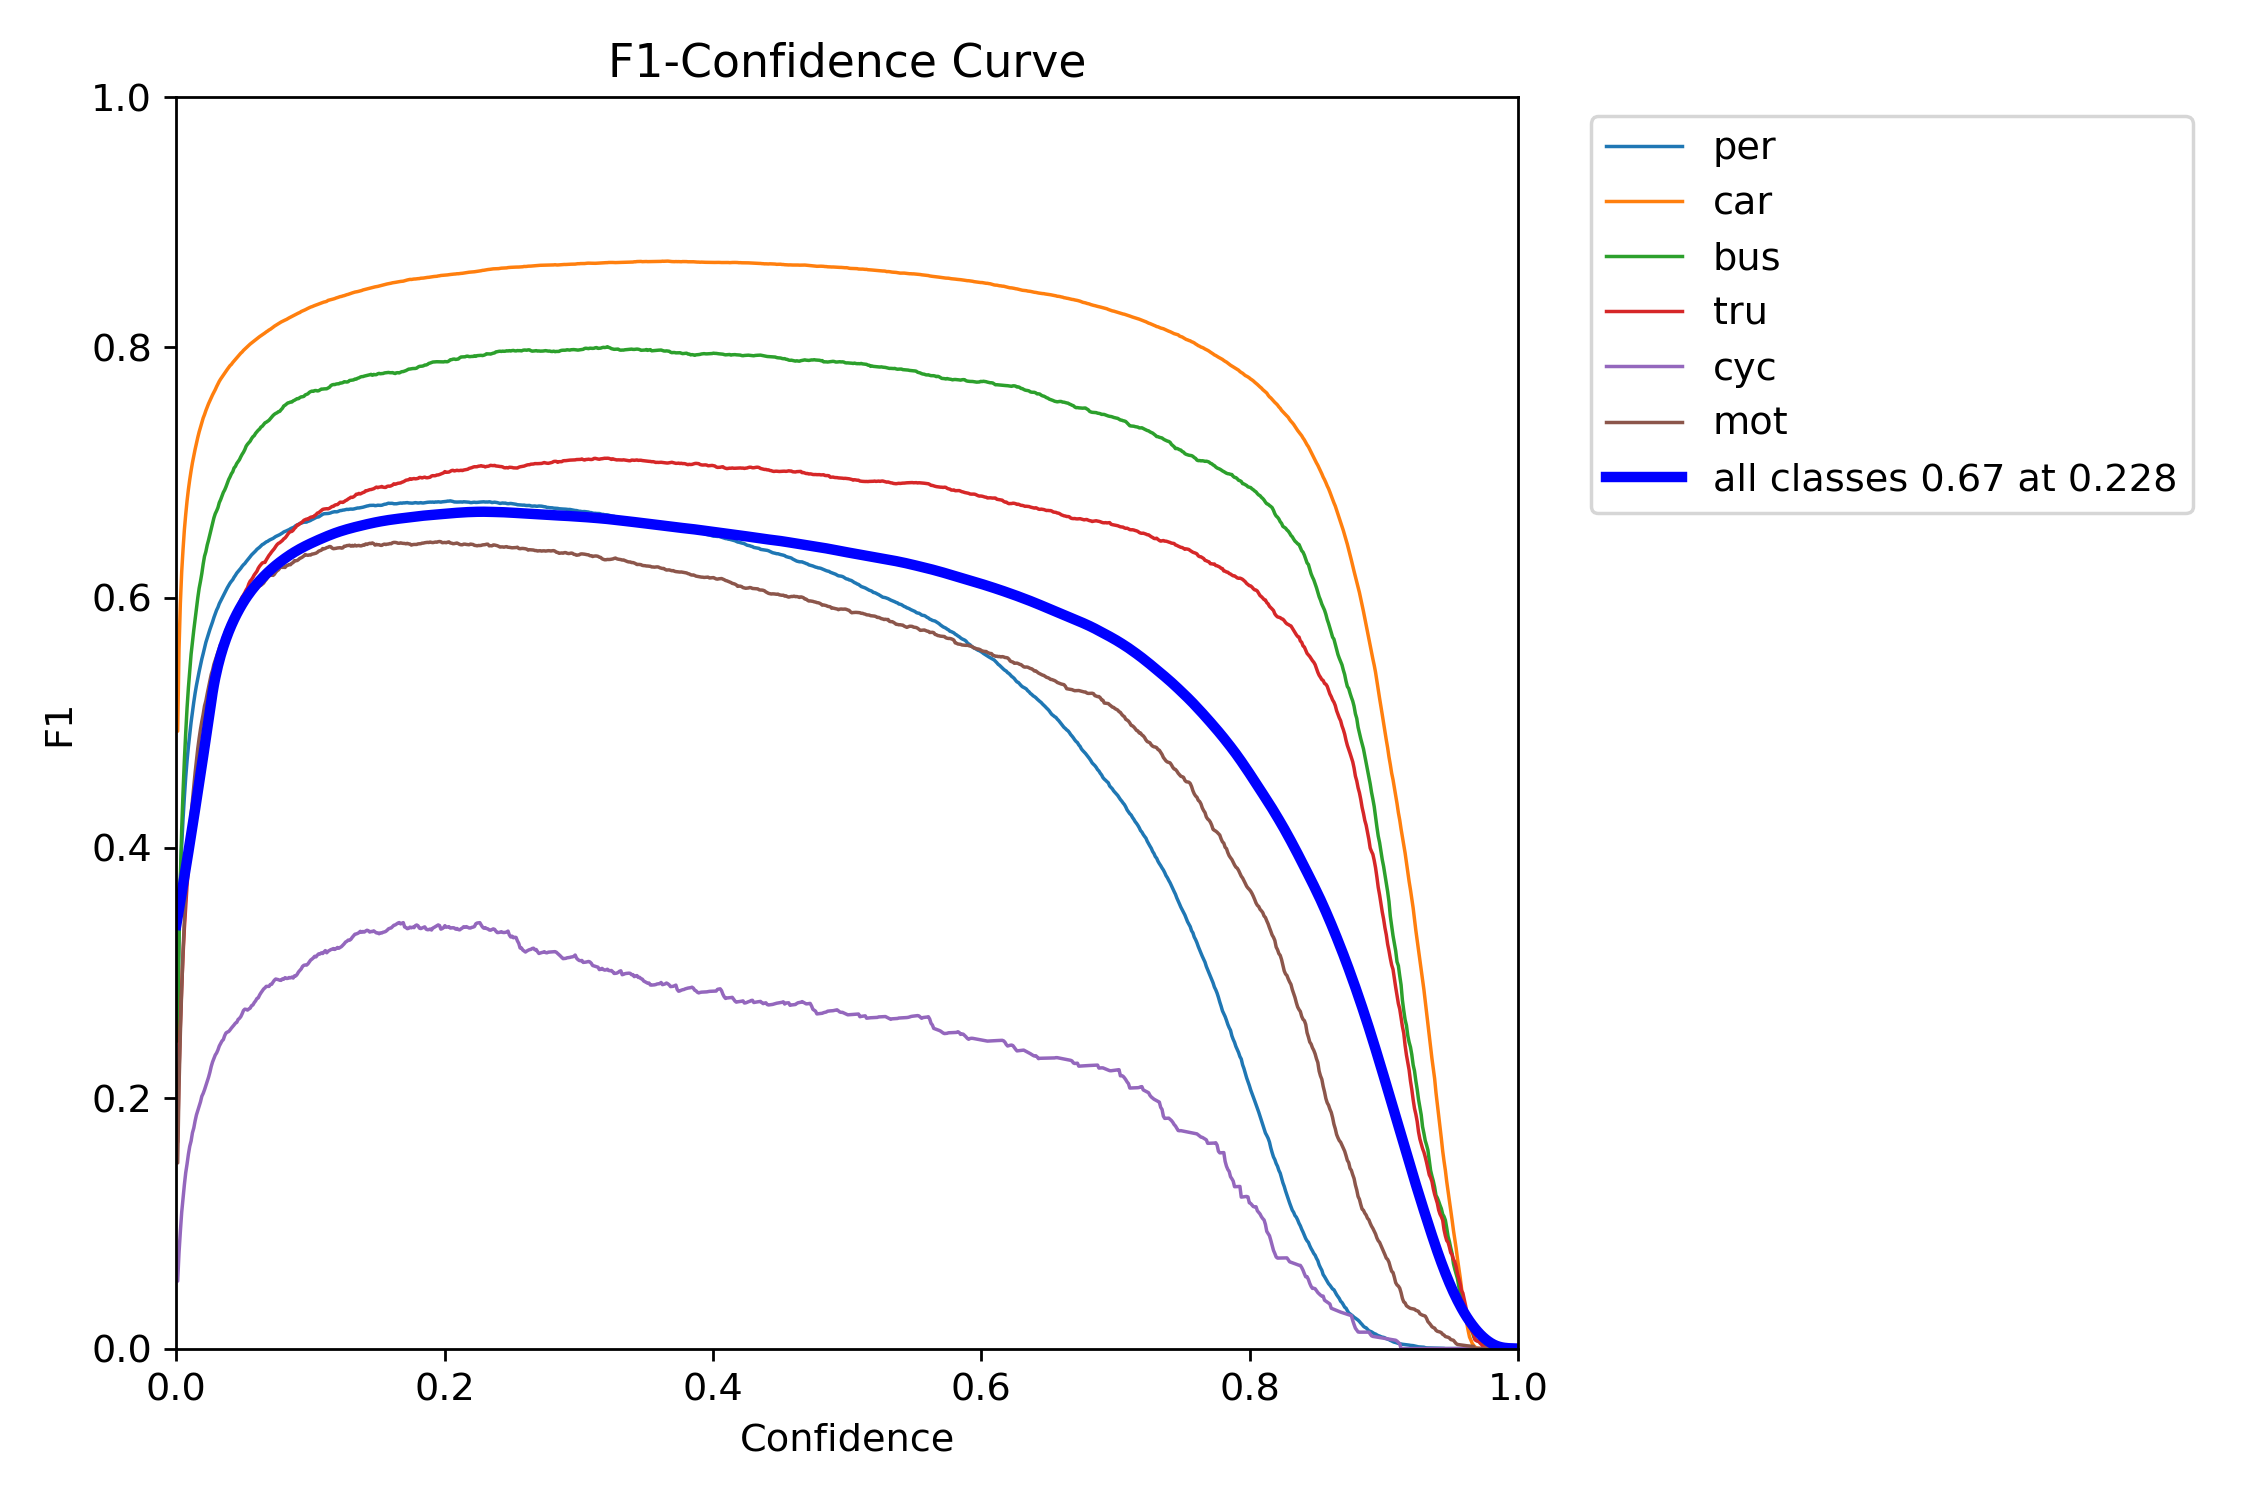 F1-Confidence Curve
1.0
0.8
0.6
0.4
0.2
0.0
F1
0.0 0.2 0.4 0.6 0.8 1.0
Confidence
per
car
bus
tru
cyc
mot
all classes 0.67 at 0.228